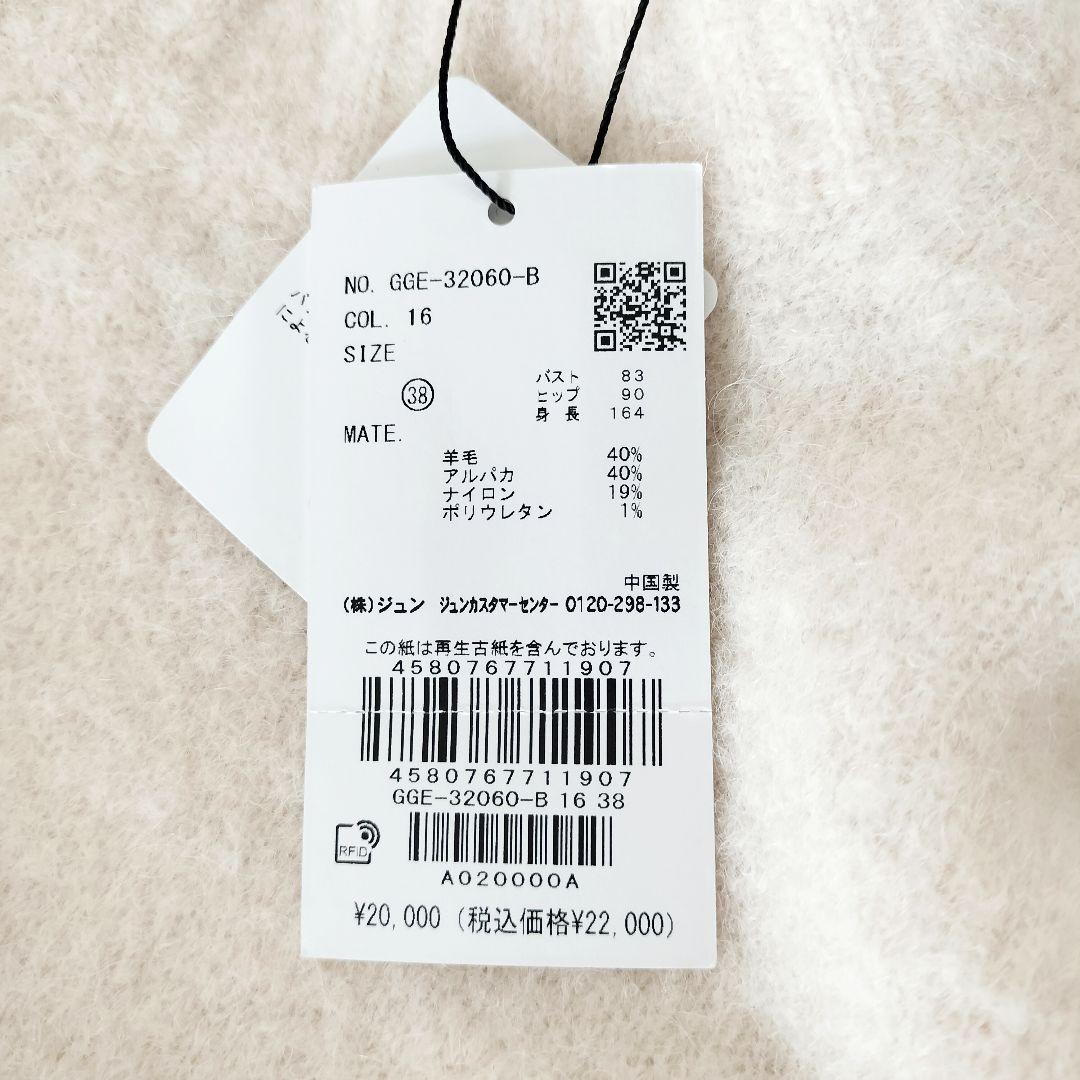 NO. GGE-32060-B
COL. 16
SIZE
38
バスト 83
ヒップ 90
身長 164
MATE.
羊毛 40%
アルパカ 40%
ナイロン 19%
ポリウレタン 1%
中国製
(株)ジュン ジュンカスタマーセンター 0120-298-133
この紙は再生古紙を含んでおります。
4580767711907
4580767711907
GGE-32060-B 16 38
RFID
A020000A
¥20,000 (税込価格¥22,000)